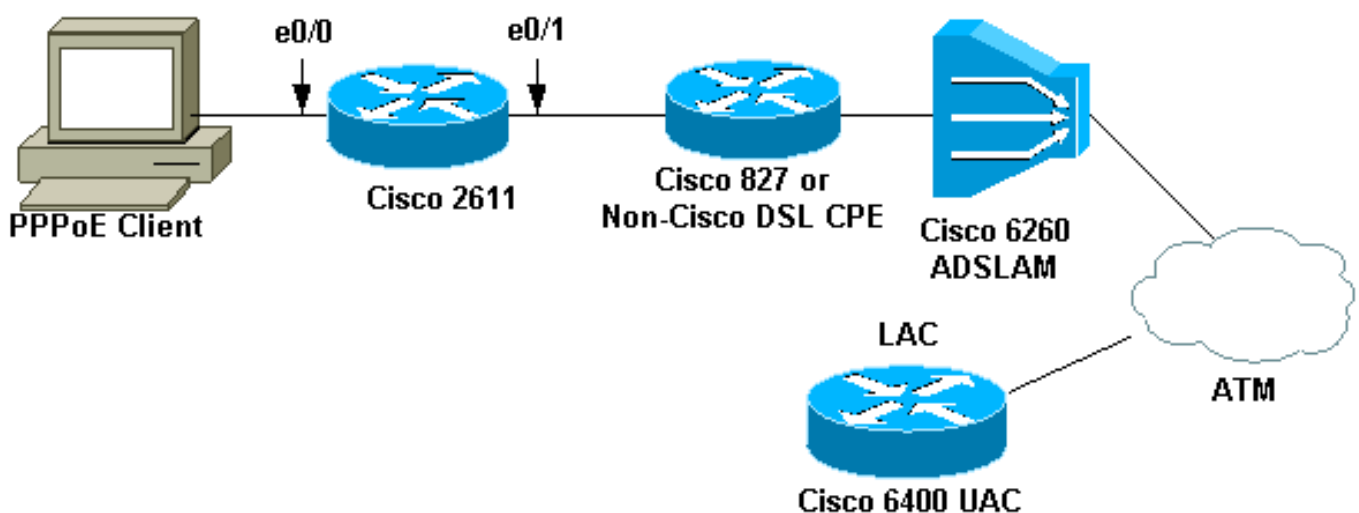 e0/0
e0/1
PPPoE Client
Cisco 2611
Cisco 827 or
Non-Cisco DSL CPE
Cisco 6260
ADSLAM
ATM
LAC
Cisco 6400 UAC